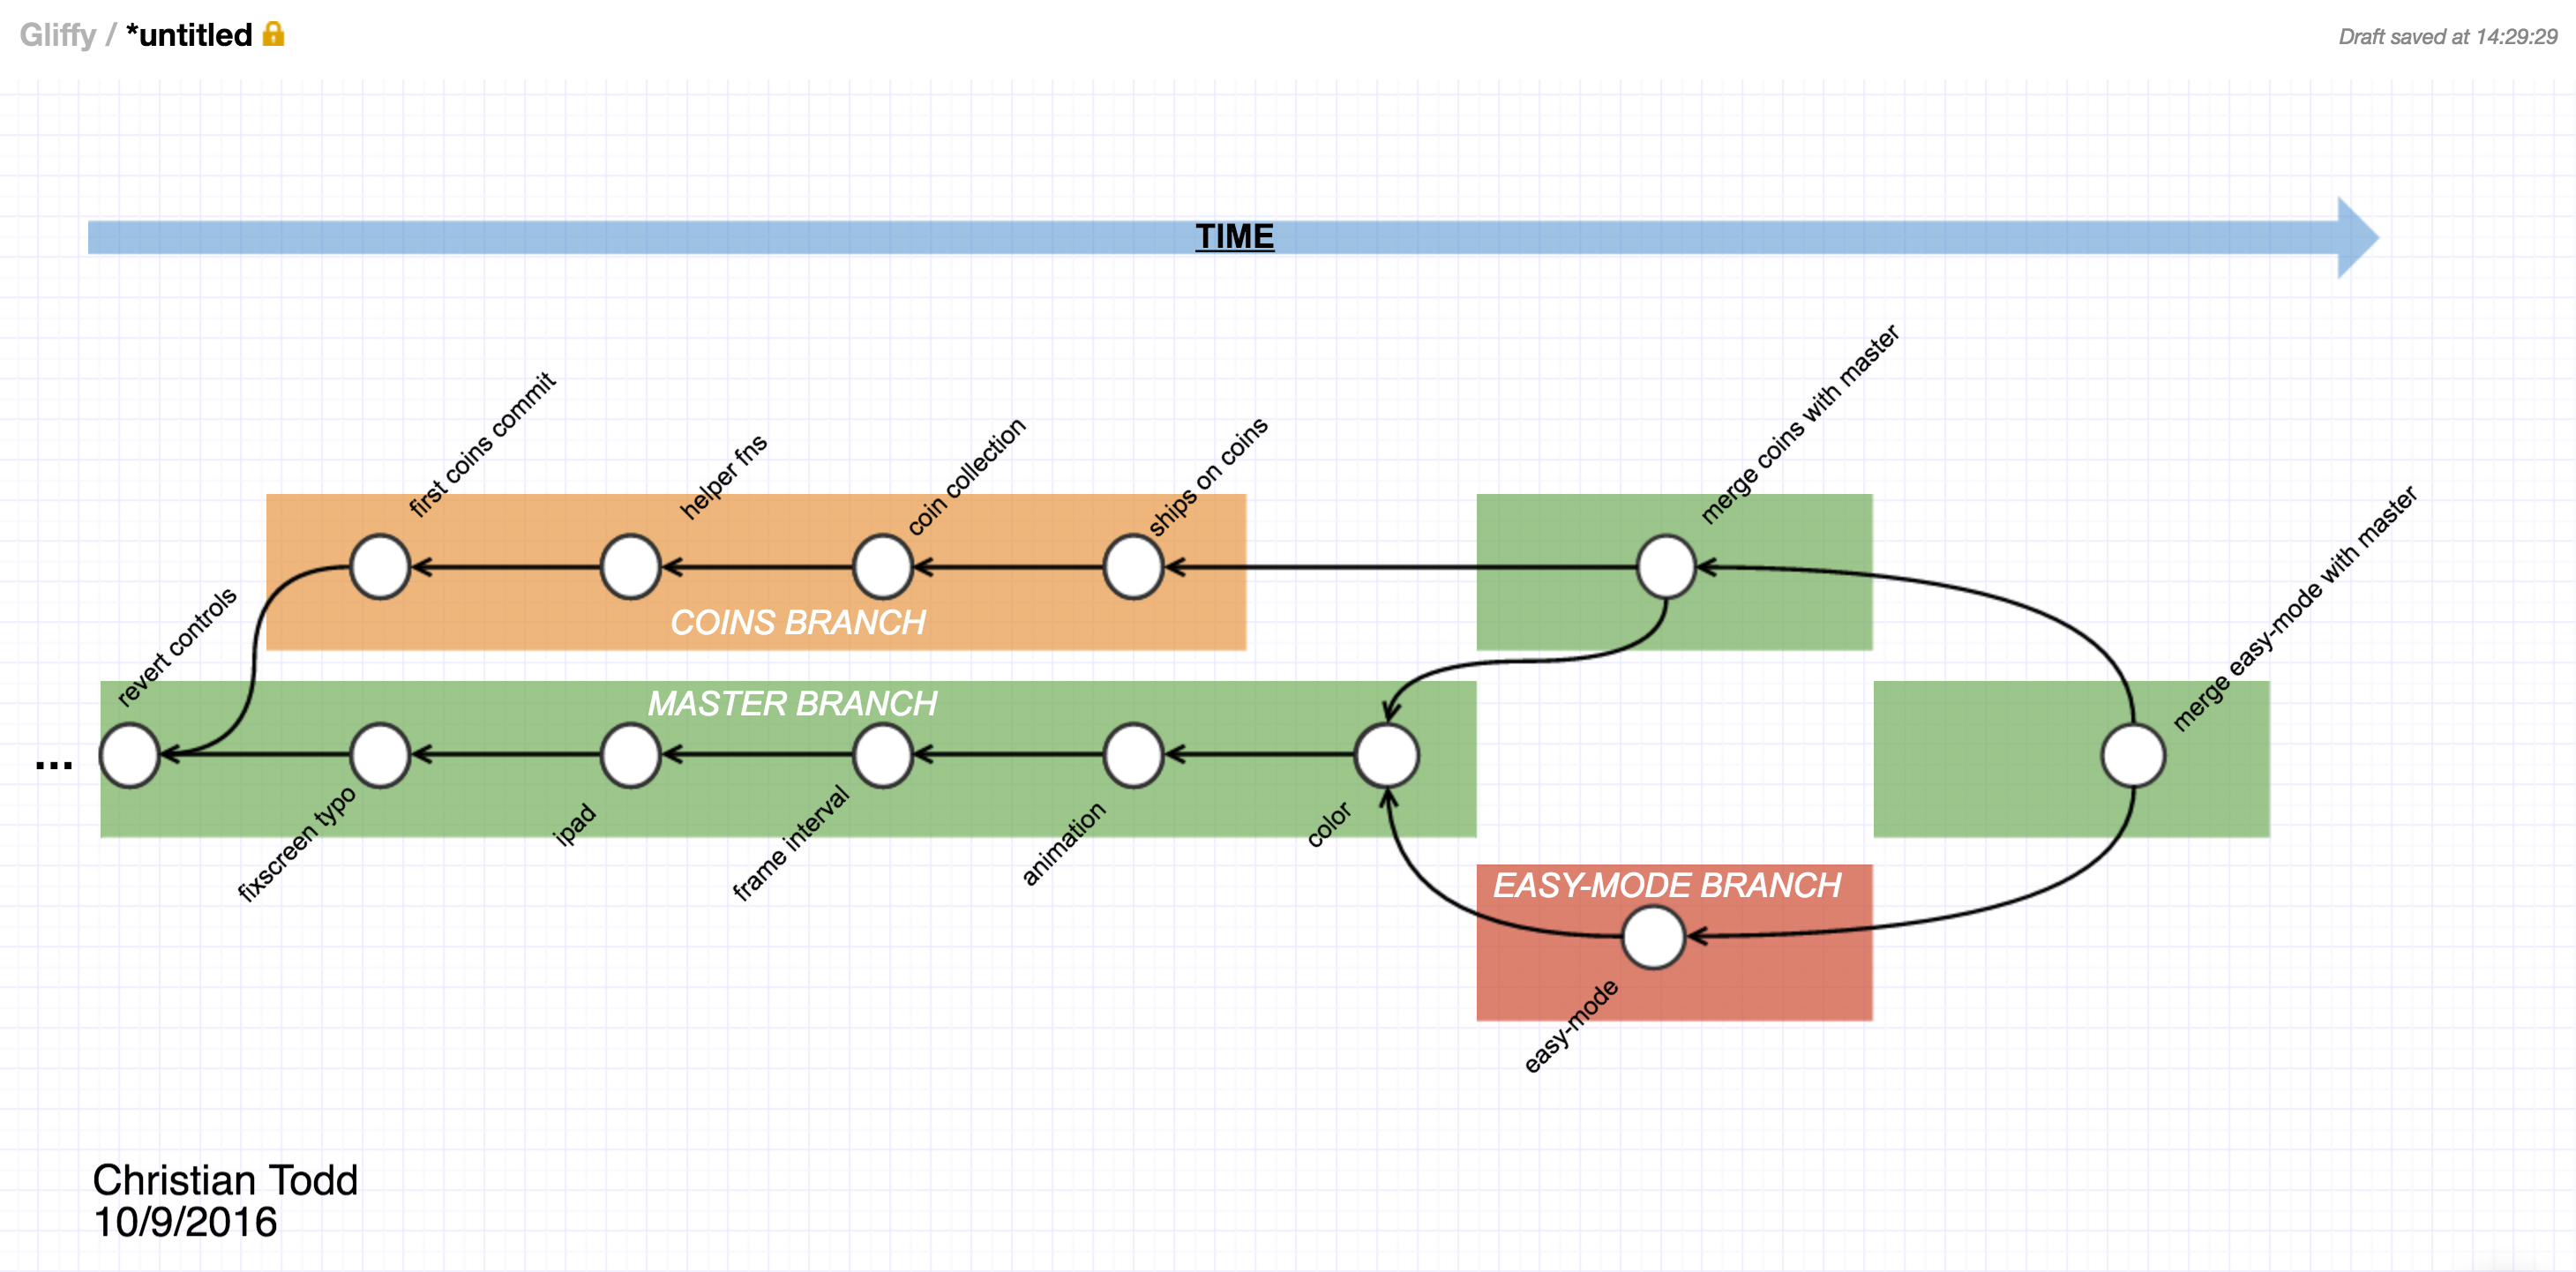 Gliffy / *untitled
Draft saved at 14:29:29
TIME
first coins commit
helper fns
coin collection
ships on coins
merge coins with master
COINS BRANCH
revert controls
merge easy-mode with master
MASTER BRANCH
...
fixscreen typo
ipad
frame interval
animation
color
EASY-MODE BRANCH
easy-mode
Christian Todd
10/9/2016